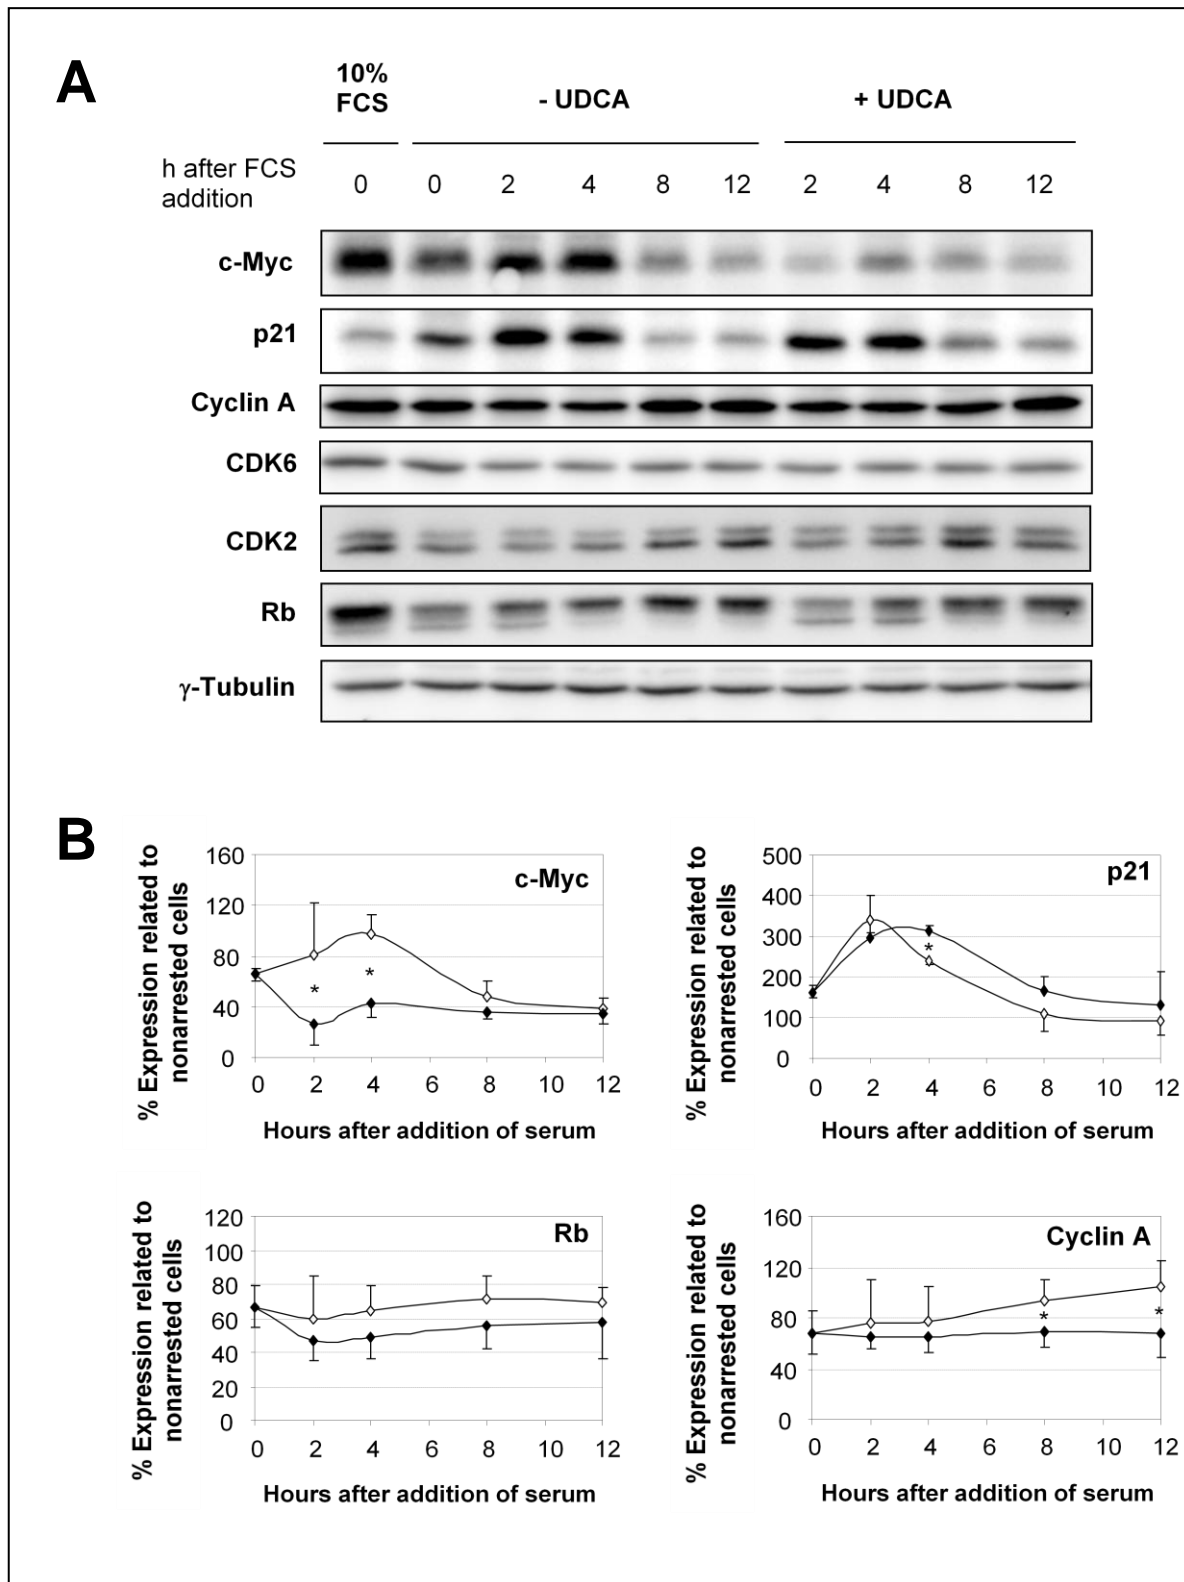 A
10%
FCS
- UDCA
+ UDCA
h after FCS
addition
0 0 2 4 8 12 2 4 8 12
c-Myc
p21
Cyclin A
CDK6
CDK2
Rb
γ-Tubulin
B
% Expression related to
nonarrested cells
160
120
80
40
0
c-Myc
*
*
0 2 4 6 8 10 12
Hours after addition of serum
% Expression related to
nonarrested cells
500
400
300
200
100
0
p21
*
0 2 4 6 8 10 12
Hours after addition of serum
% Expression related to
nonarrested cells
120
100
80
60
40
20
0
Rb
0 2 4 6 8 10 12
Hours after addition of serum
% Expression related to
nonarrested cells
160
120
80
40
0
Cyclin A
*
*
0 2 4 6 8 10 12
Hours after addition of serum